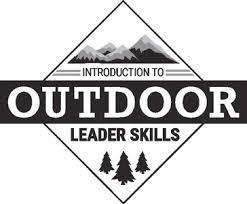 INTRODUCTION TO
OUTDOOR
LEADER SKILLS